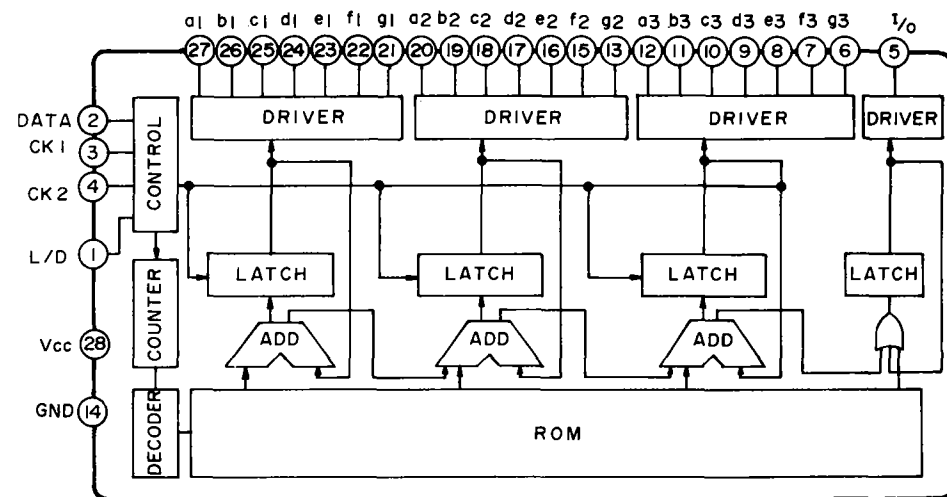 a1 b1 c1 d1 e1 f1 g1 a2 b2 c2 d2 e2 f2 g2 a3 b3 c3 d3 e3 f3 g3 I/O
27 26 25 24 23 22 21 20 19 18 17 16 15 13 12 11 10 9 8 7 6 5
DRIVER DRIVER DRIVER DRIVER
DATA 2
CK1 3
CK2 4
L/D 1
CONTROL
LATCH LATCH LATCH LATCH
COUNTER
Vcc 28
ADD ADD ADD
GND 14
DECODER
ROM